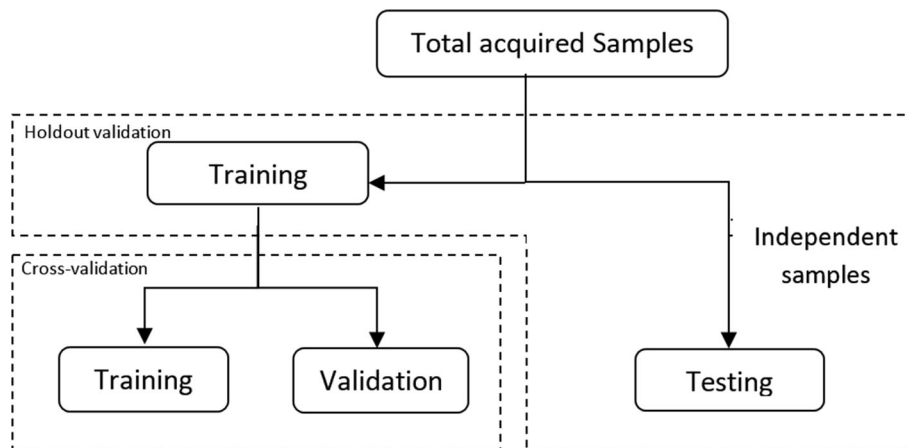 Total acquired Samples
Holdout validation
Training
Independent
samples
Cross-validation
Training
Validation
Testing